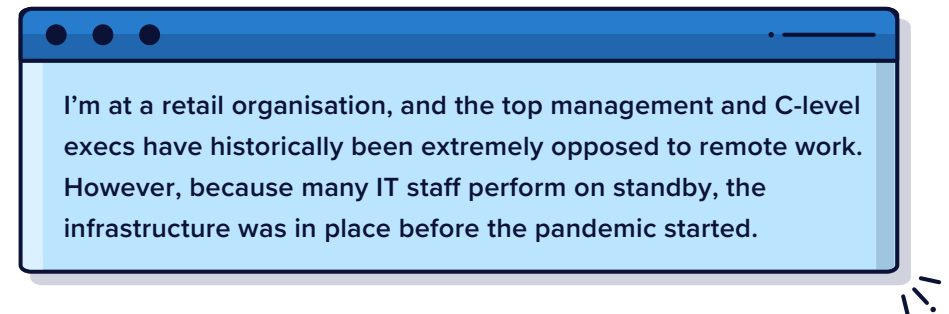 I’m at a retail organisation, and the top management and C-level
execs have historically been extremely opposed to remote work.
However, because many IT staff perform on standby, the
infrastructure was in place before the pandemic started.